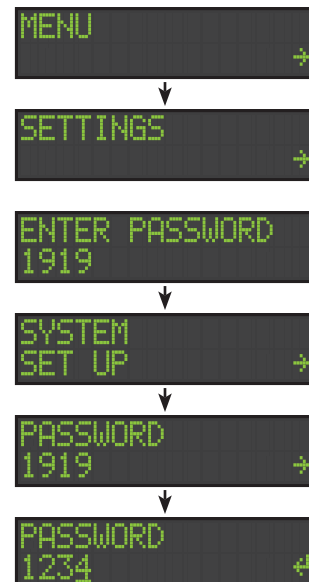 MENU
→
SETTINGS
→
ENTER PASSWORD
1919
SYSTEM
SET UP →
PASSWORD
1919 →
PASSWORD
1234 ↵